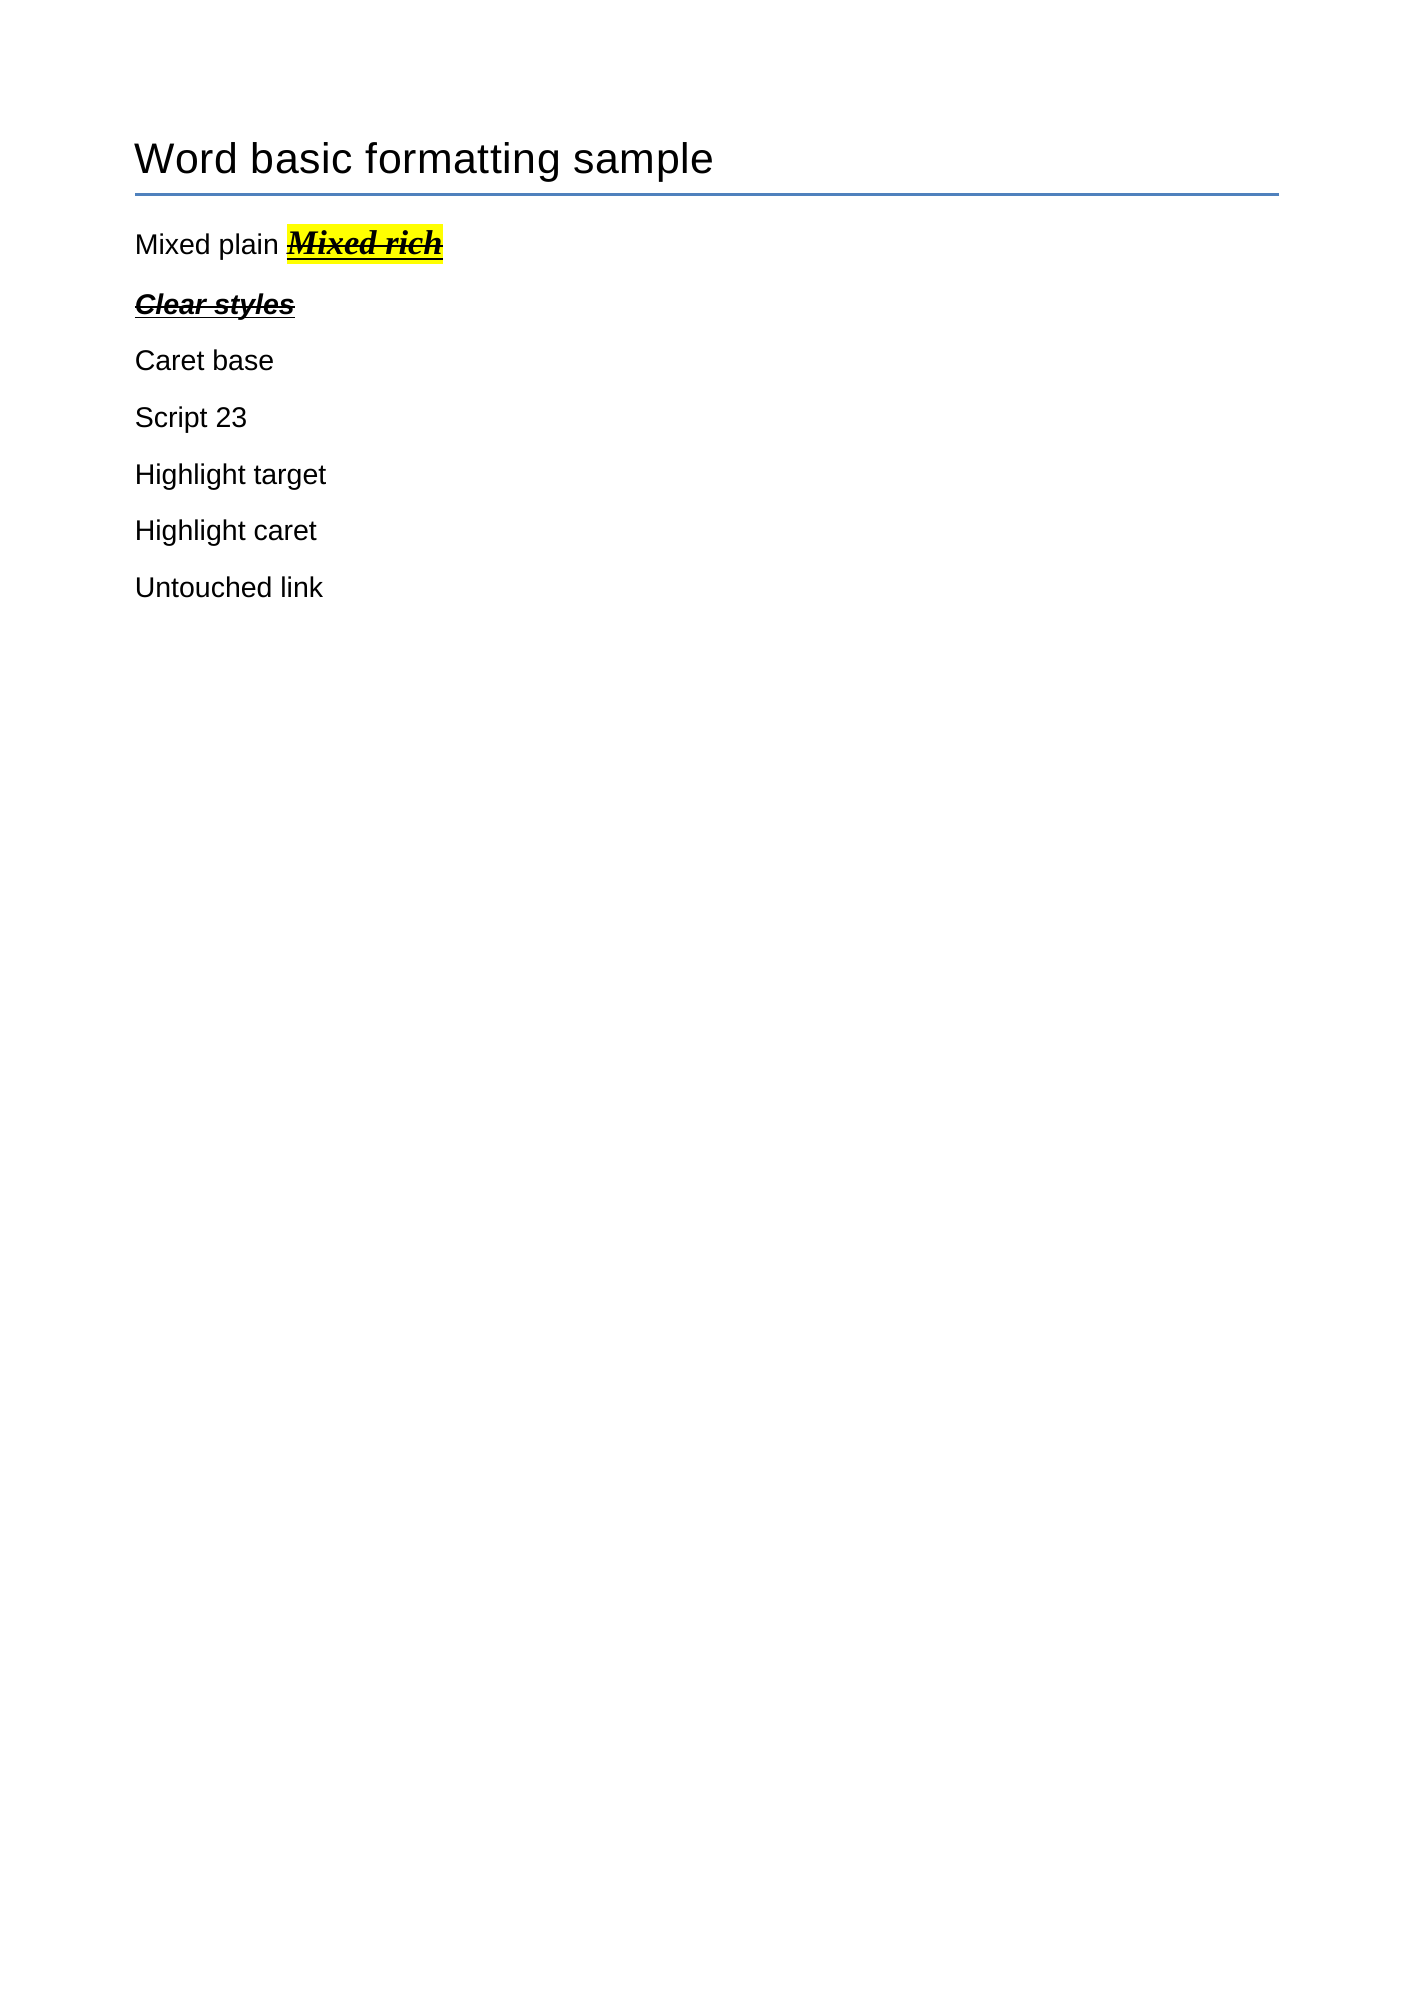 Word basic formatting sample
Mixed plain Mixed rich
Clear styles
Caret base
Script 23
Highlight target
Highlight caret
Untouched link